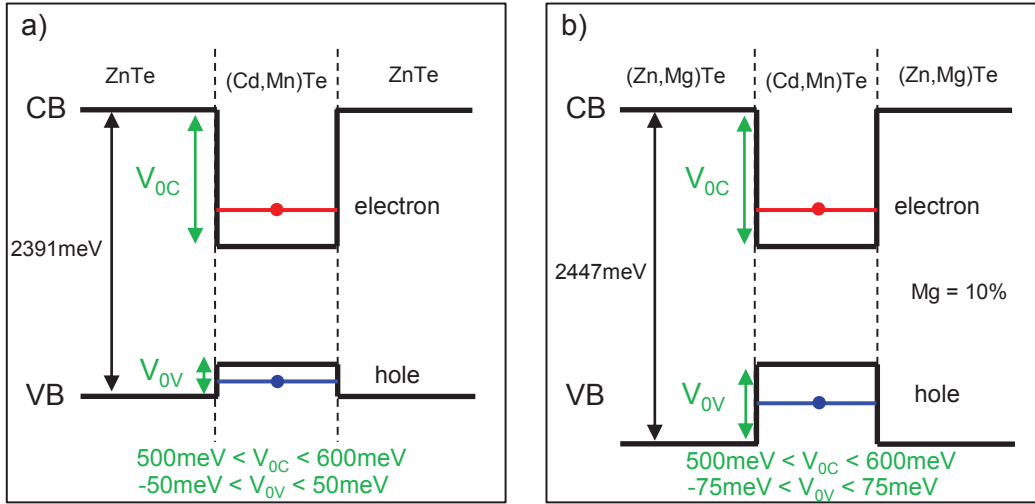 a)
ZnTe
(Cd,Mn)Te
ZnTe
CB
V0C
electron
2391meV
V0V
hole
VB
500meV < V0C < 600meV
-50meV < V0V < 50meV
b)
(Zn,Mg)Te
(Cd,Mn)Te
(Zn,Mg)Te
CB
V0C
electron
2447meV
Mg = 10%
V0V
hole
VB
500meV < V0C < 600meV
-75meV < V0V < 75meV